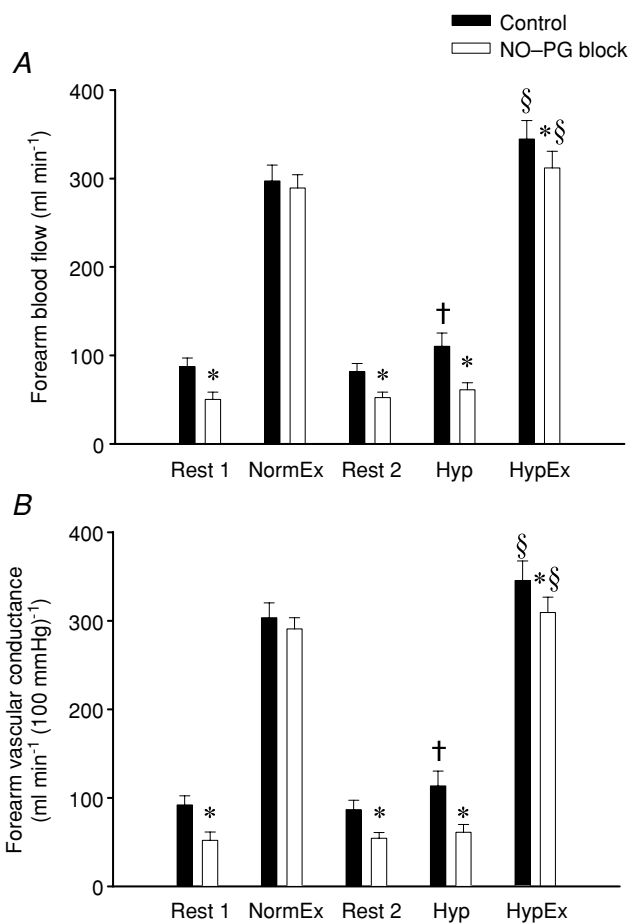 Control
NO–PG block
A
Forearm blood flow (ml min⁻¹)
400
300
200
100
0
* * † * § *§
Rest 1 NormEx Rest 2 Hyp HypEx
B
Forearm vascular conductance
(ml min⁻¹ (100 mmHg)⁻¹)
400
300
200
100
0
* * † * § *§
Rest 1 NormEx Rest 2 Hyp HypEx